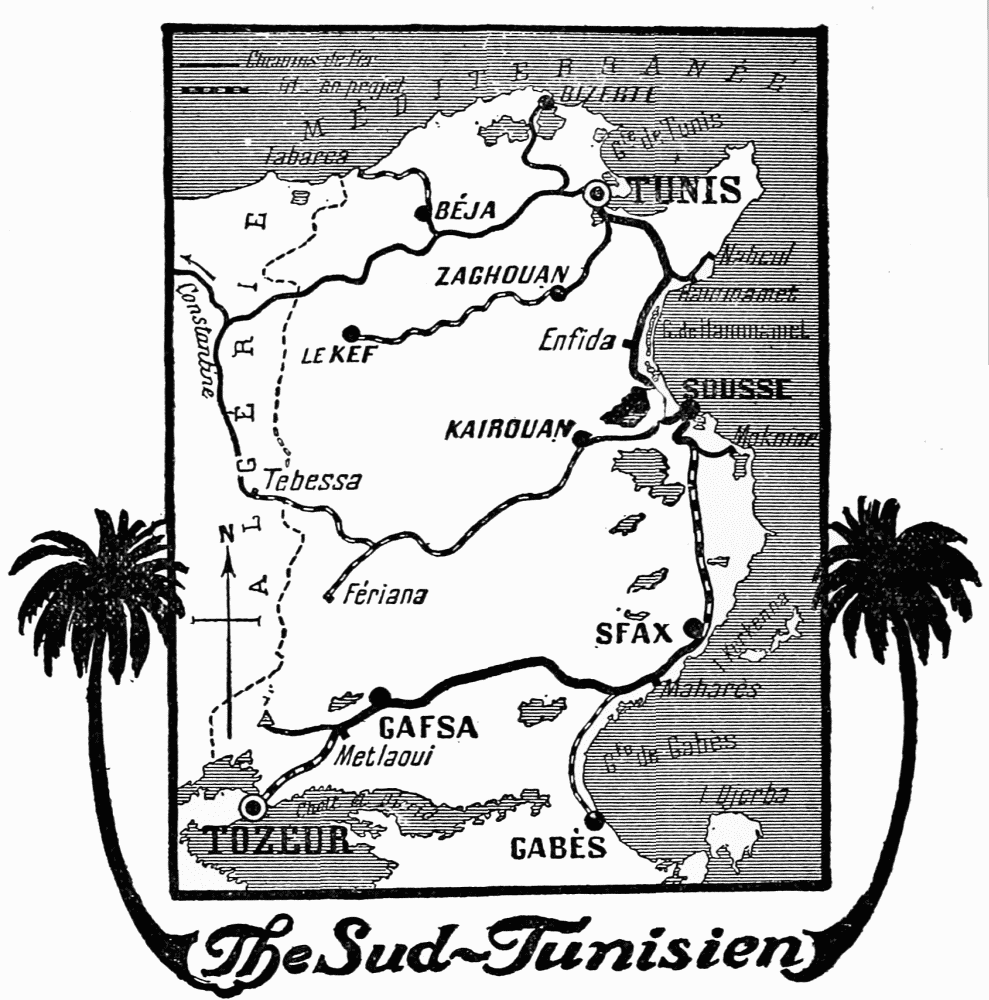 Chemins de fer
id. en projet
MÉDITERRANÉE
BIZERTE
Gfe de Tunis
Tabarca
TUNIS
BÉJA
ALGÉRIE
Nabeul
ZAGHOUAN
Hammamet
Constantine
G. de Hammamet
Enfida
LE KEF
SOUSSE
KAIROUAN
Moknine
Tebessa
N
Fériana
SFAX
I. Kerkenna
Maharès
GAFSA
Metlaoui
Gfe de Gabès
I. Djerba
Chott el Djerid
TOZEUR
GABÈS
The Sud-Tunisien